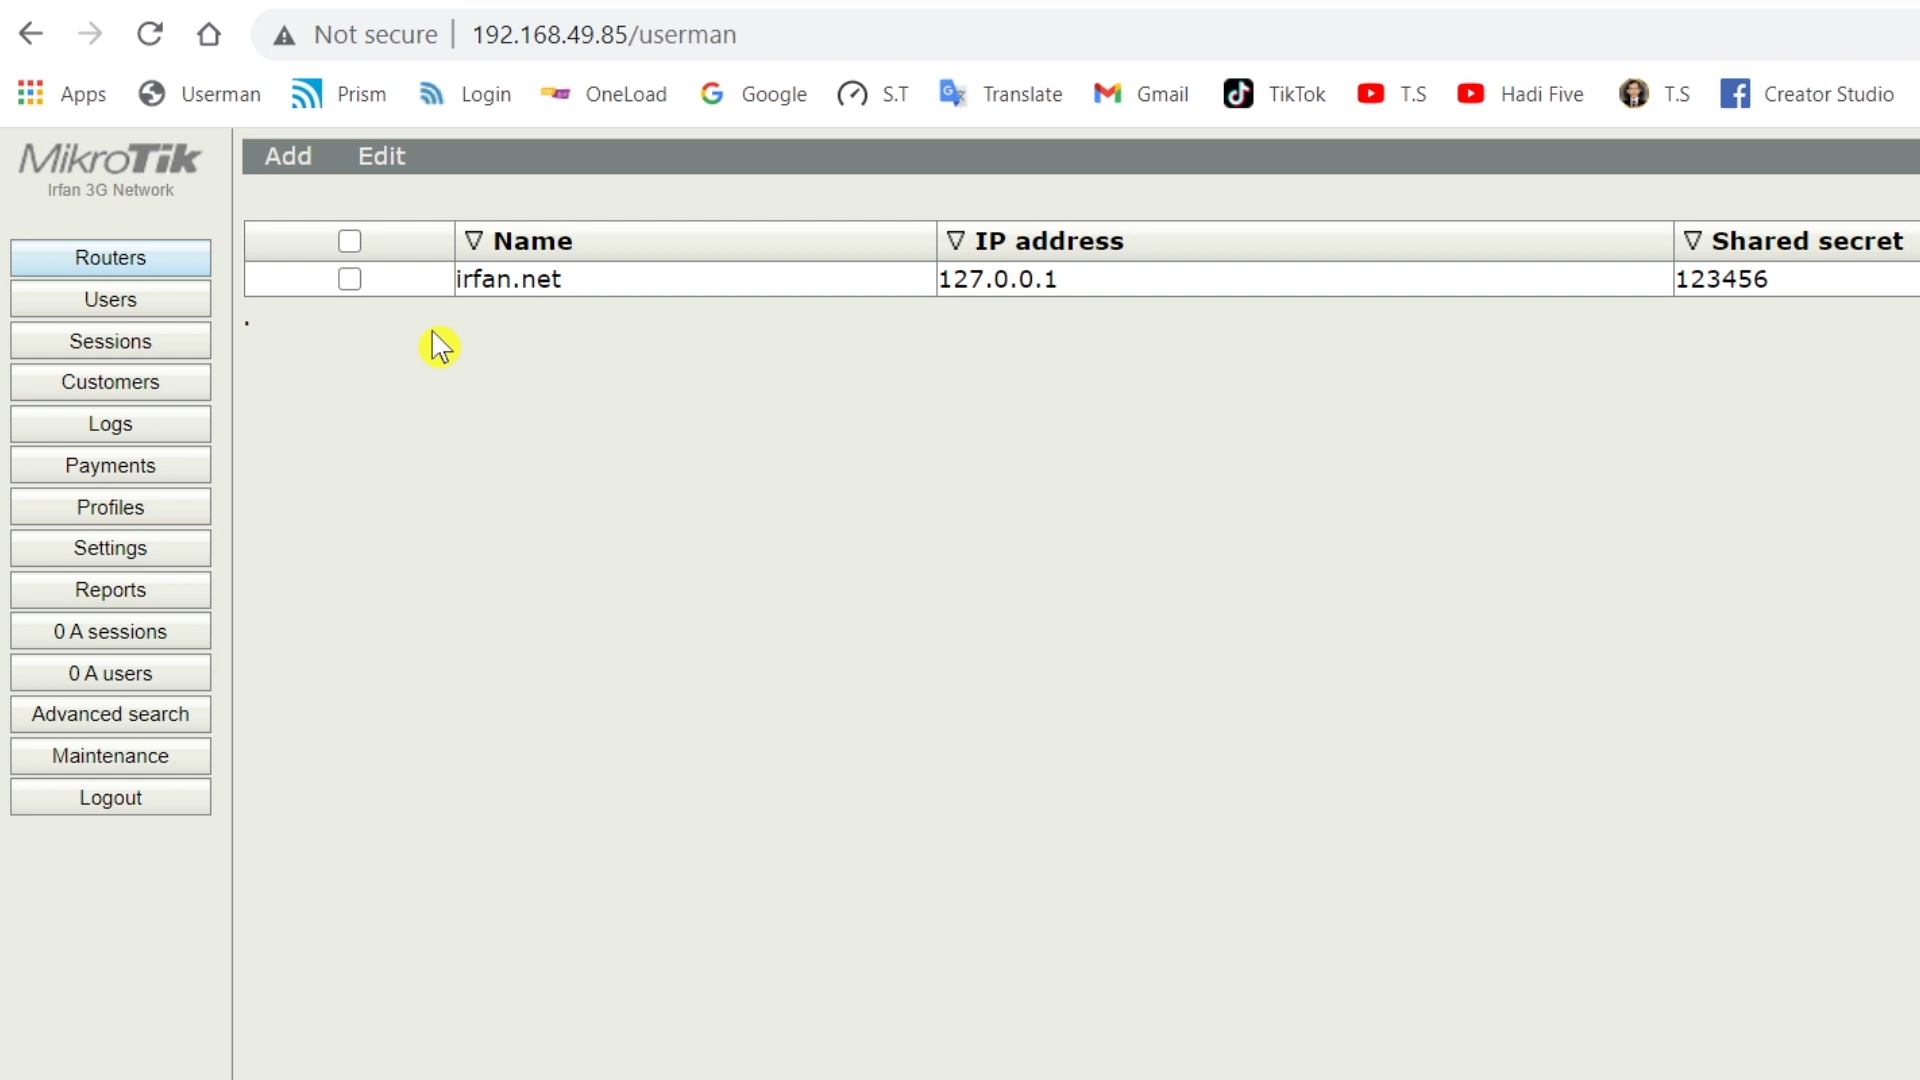 Not secure | 192.168.49.85/userman
Apps Userman Prism Login OneLoad Google S.T Translate Gmail TikTok T.S Hadi Five T.S Creator Studio
MikroTik
Irfan 3G Network
Add Edit
Name IP address Shared secret
irfan.net 127.0.0.1 123456
Routers
Users
Sessions
Customers
Logs
Payments
Profiles
Settings
Reports
0 A sessions
0 A users
Advanced search
Maintenance
Logout